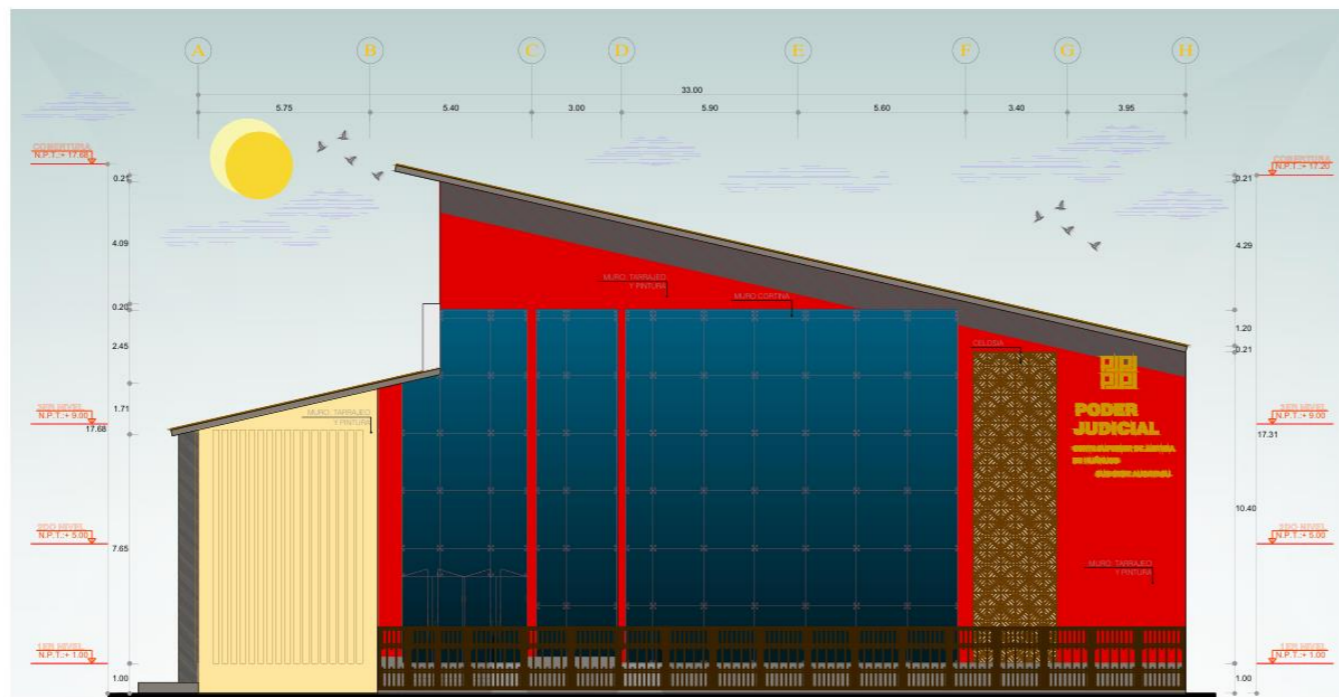 A B C D E F G H
33.00
5.75 5.40 3.00 5.90 5.60 3.40 3.95
COBERTURA
N.P.T.:+ 17.68
COBERTURA
N.P.T.:+ 17.20
0.21
0.21
4.09
4.29
MURO: TARRAJEO
Y PINTURA
MURO CORTINA
0.20
1.20
2.45
CELOSIA
0.21
1.71
3ER NIVEL
N.P.T.:+ 9.00
17.68
MURO: TARRAJEO
Y PINTURA
PODER
JUDICIAL
3ER NIVEL
N.P.T.:+ 9.00
17.31
10.40
2DO NIVEL
N.P.T.:+ 5.00
7.65
2DO NIVEL
N.P.T.:+ 5.00
MURO: TARRAJEO
Y PINTURA
1ER NIVEL
N.P.T.:+ 1.00
1.00
1ER NIVEL
N.P.T.:+ 1.00
1.00